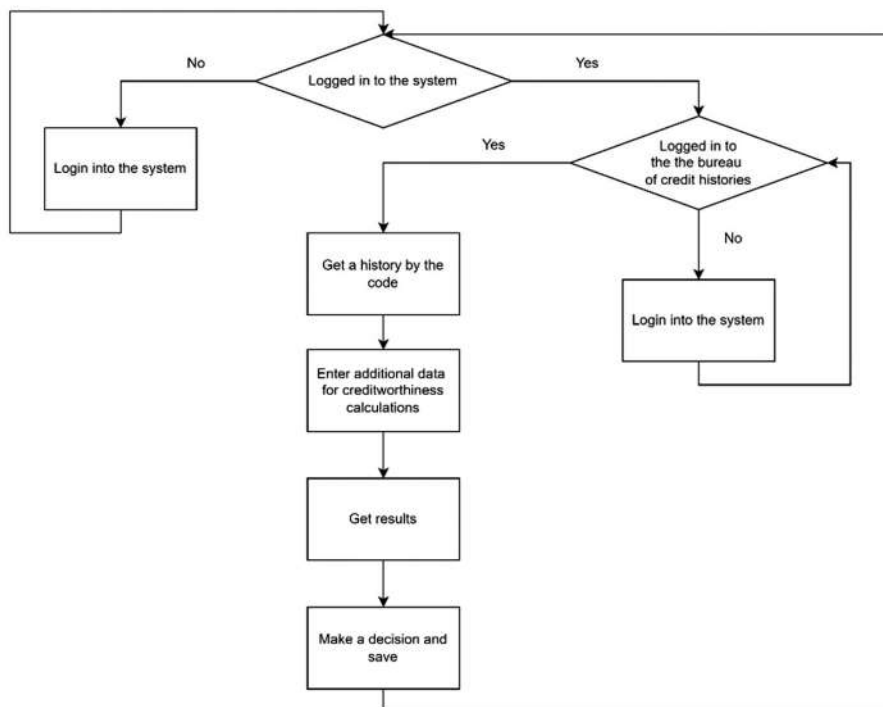 Logged in to the system
No
Yes
Login into the system
Logged in to
the the bureau
of credit histories
Yes
No
Get a history by the
code
Login into the system
Enter additional data
for creditworthiness
calculations
Get results
Make a decision and
save